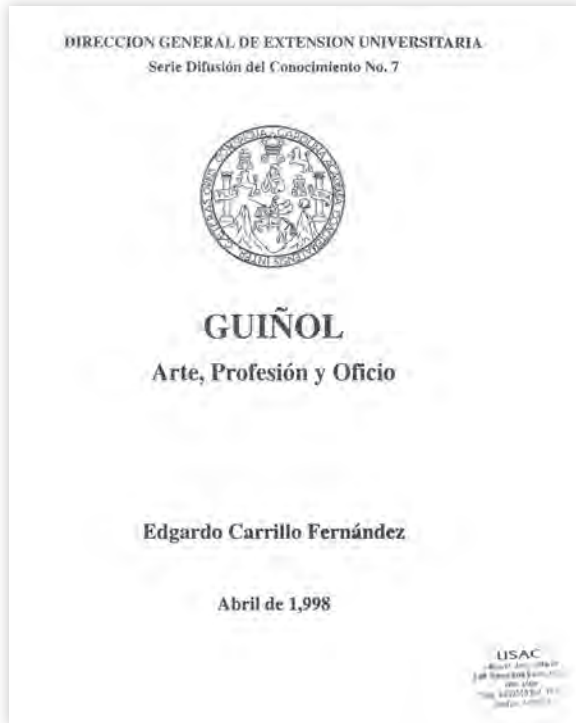 DIRECCION GENERAL DE EXTENSION UNIVERSITARIA
Serie Difusión del Conocimiento No. 7
GUIÑOL
Arte, Profesión y Oficio
Edgardo Carrillo Fernández
Abril de 1,998
USAC